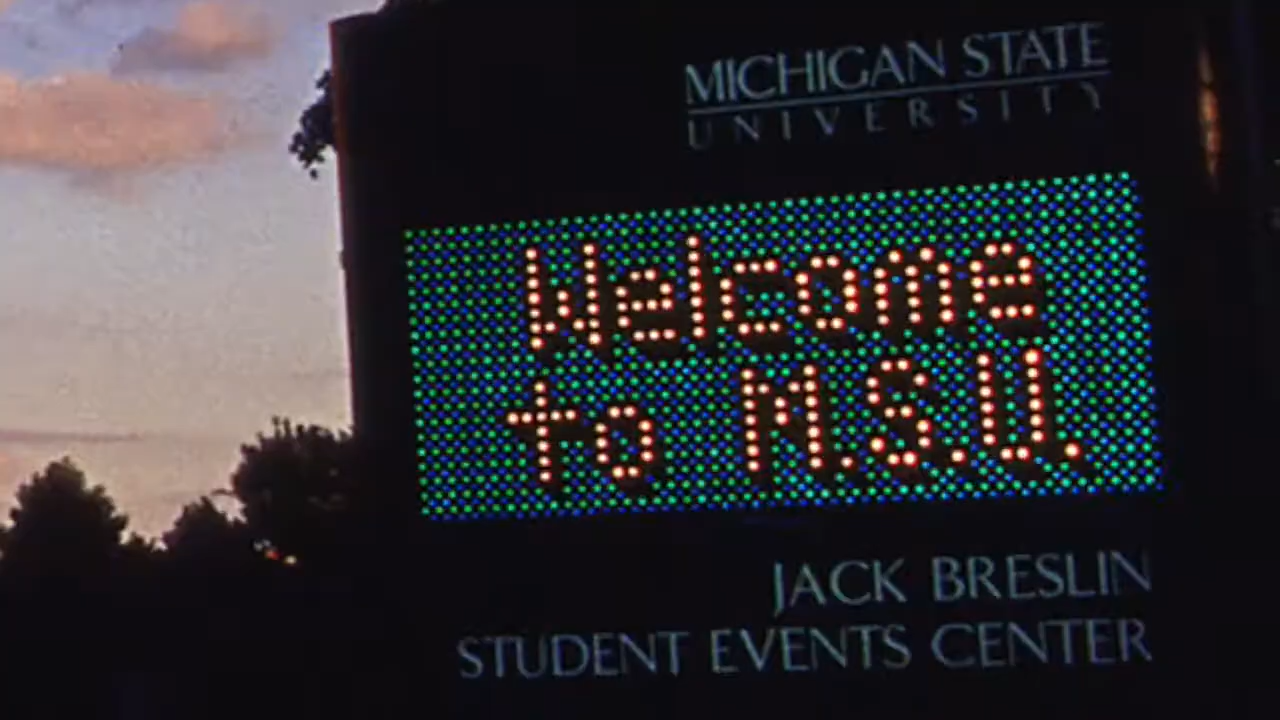 MICHIGAN STATE
UNIVERSITY
Welcome
to M.S.U.
JACK BRESLIN
STUDENT EVENTS CENTER